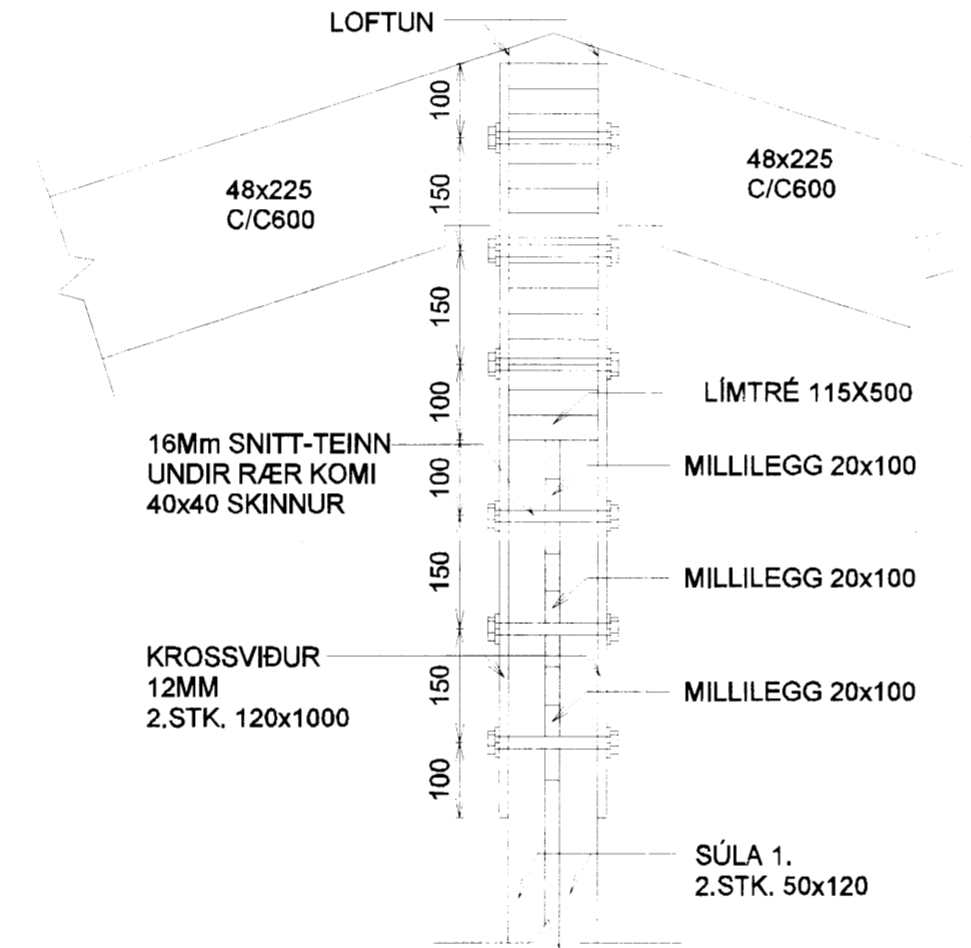 LOFTUN
100
48x225
C/C600
48x225
C/C600
150
150
100
LÍMTRÉ 115X500
16Mm SNITT-TEINN
UNDIR RÆR KOMI
40x40 SKINNUR
100
MILLILEGG 20x100
150
MILLILEGG 20x100
KROSSVIÐUR
12MM
2.STK. 120x1000
150
MILLILEGG 20x100
100
SÚLA 1.
2.STK. 50x120